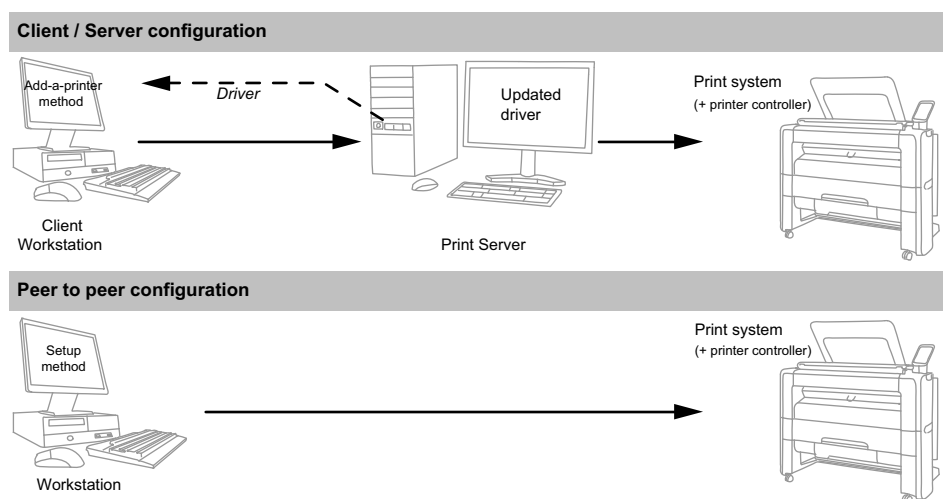 Client / Server configuration
Add-a-printer
method
Driver
Updated
driver
Print system
(+ printer controller)
Client
Workstation
Print Server
Peer to peer configuration
Setup
method
Print system
(+ printer controller)
Workstation